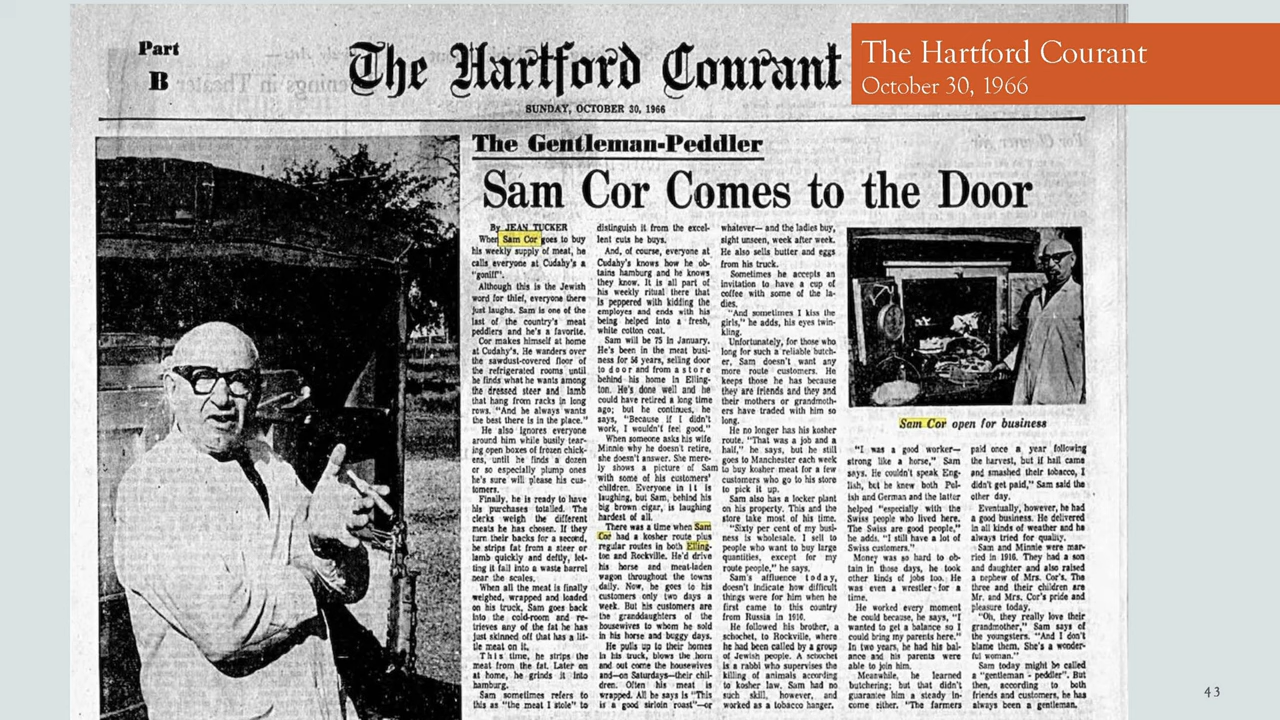 Part
B
The Hartford Courant
SUNDAY, OCTOBER 30, 1966
The Hartford Courant
October 30, 1966
The Gentleman-Peddler
Sam Cor Comes to the Door
By JEAN TUCKER
When Sam Cor goes to buy
his weekly supply of meat, he
calls everyone at Cudahy's a
"goniff".
Although this is the Jewish
word for thief, everyone there
just laughs. Sam is one of the
last of the country's meat
peddlers and he's a favorite.
Cor makes himself at home
at Cudahy's. He wanders over
the sawdust-covered floor of
the refrigerated rooms until
he finds what he wants among
the dressed steer and lamb
that hang from racks in long
rows. "And he always wants
the best there is in the place."
He also ignores everyone
around him while busily tear-
ing open boxes of frozen chick-
ens, until he finds a dozen
or so especially plump ones
he's sure will please his cus-
tomers.
Finally, he is ready to have
his purchases totalled. The
clerks weigh the different
meats he has chosen. If they
turn their backs for a second,
he strips fat from a steer or
lamb quickly and deftly, let-
ting it fall into a waste barrel
near the scales.
When all the meat is finally
weighed, wrapped and loaded
on his truck, Sam goes back
into the cold-room and re-
trieves any of the fat he has
just skinned off that has a lit-
tle meat on it.
This time, he strips the
meat from the fat. Later on
at home, he grinds it into
hamburg.
Sam sometimes refers to
this as "the meat I stole" to
distinguish it from the excel-
lent cuts he buys.
And, of course, everyone at
Cudahy's knows how he ob-
tains hamburg and he knows
they know. It is all part of
his weekly ritual there that
is peppered with kidding the
employes and ends with his
being helped into a fresh,
white cotton coat.
Sam will be 75 in January.
He's been in the meat busi-
ness for 56 years, selling door
to door and from a store
behind his home in Elling-
ton. He's done well and he
could have retired a long time
ago; but he continues, he
says, "Because if I didn't
work, I wouldn't feel good."
When someone asks his wife
Minnie why he doesn't retire,
she doesn't answer. She mere-
ly shows a picture of Sam
with some of his customers'
children. Everyone in it is
laughing, but Sam, behind his
big brown cigar, is laughing
hardest of all.
There was a time when Sam
Cor had a kosher route plus
regular routes in both Elling-
ton and Rockville. He'd drive
his horse and meat-laden
wagon throughout the towns
daily. Now, he goes to his
customers only two days a
week. But his customers are
the granddaughters of the
housewives to whom he sold
in his horse and buggy days.
He pulls up to their homes
in his truck, blows the horn
and out come the housewives
and—on Saturdays—their chil-
dren. Often his meat is
wrapped. All he says is "This
is a good sirloin roast"—or
whatever— and the ladies buy,
sight unseen, week after week.
He also sells butter and eggs
from his truck.
Sometimes he accepts an
invitation to have a cup of
coffee with some of the la-
dies.
"And sometimes I kiss the
girls," he adds, his eyes twin-
kling.
Unfortunately, for those who
long for such a reliable butch-
er, Sam doesn't want any
more route customers. He
keeps those he has because
they are friends and they and
their mothers or grandmoth-
ers have traded with him so
long.
He no longer has his kosher
route. "That was a job and a
half," he says, but he still
goes to Manchester each week
to buy kosher meat for a few
customers who go to his store
to pick it up.
Sam also has a locker plant
on his property. This and the
store take most of his time.
"Sixty per cent of my busi-
ness is wholesale. I sell to
people who want to buy large
quantities, except for my
route people," he says.
Sam's affluence today,
doesn't indicate how difficult
things were for him when he
first came to this country
from Russia in 1910.
He followed his brother, a
schochet, to Rockville, where
he had been called by a group
of Jewish people. A schochet
is a rabbi who supervises the
killing of animals according
to kosher law. Sam had no
such skill, however, and
worked as a tobacco hanger.
Sam Cor open for business
"I was a good worker—
strong like a horse," Sam
says. He couldn't speak Eng-
lish, but he knew both Pol-
ish and German and the latter
helped "especially with the
Swiss people who lived here.
The Swiss are good people,"
he adds. "I still have a lot of
Swiss customers."
Money was so hard to ob-
tain in those days, he took
other kinds of jobs too. He
was even a wrestler for a
time.
He worked every moment
he could because, he says, "I
wanted to get a balance so I
could bring my parents here."
In two years, he had his bal-
ance and his parents were
able to join him.
Meanwhile, he learned
butchering; but that didn't
guarantee him a steady in-
come either. "The farmers
paid once a year following
the harvest, but if hail came
and smashed their tobacco, I
didn't get paid," Sam said the
other day.
Eventually, however, he had
a good business. He delivered
in all kinds of weather and he
always tried for quality.
Sam and Minnie were mar-
ried in 1916. They had a son
and daughter and also raised
a nephew of Mrs. Cor's. The
three and their children are
Mr. and Mrs. Cor's pride and
pleasure today.
"Oh, they really love their
grandmother," Sam says of
the youngsters. "And I don't
blame them. She's a wonder-
ful woman."
Sam today might be called
a "gentleman - peddler". But
then, according to both
friends and customers, he has
always been a gentleman.
43